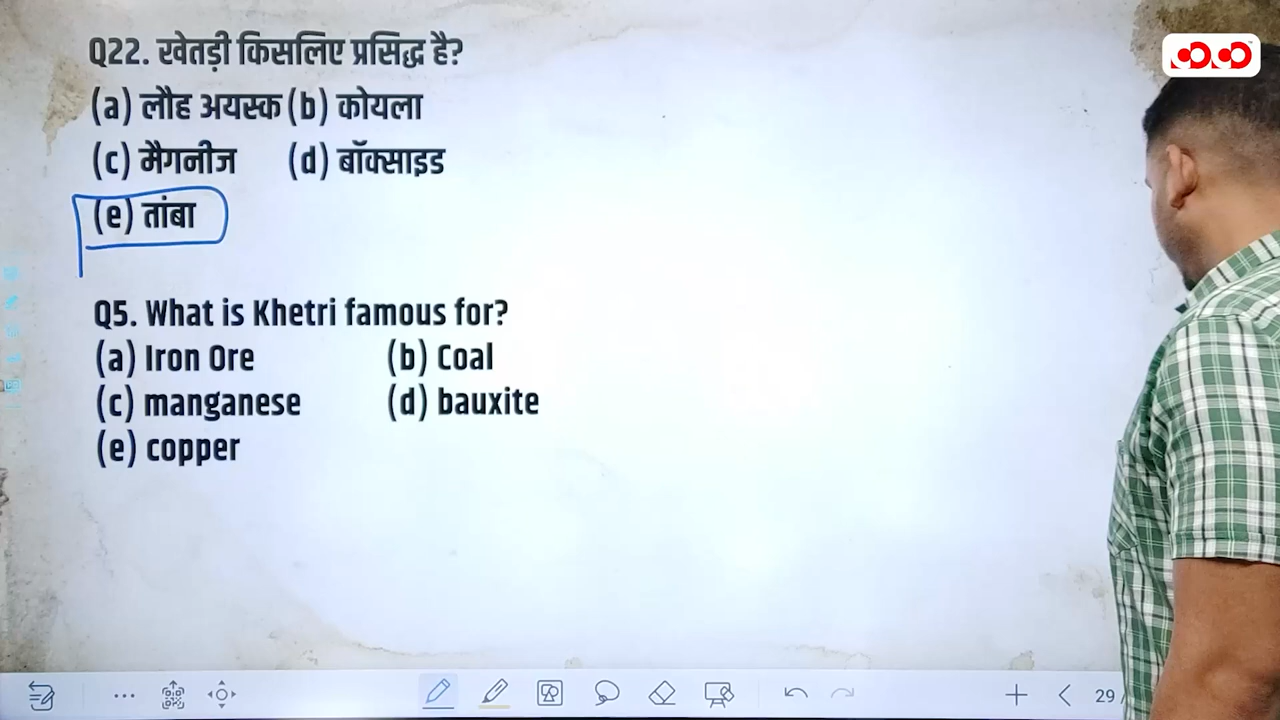 Q22. खेतड़ी किसलिए प्रसिद्ध है?
(a) लौह अयस्क (b) कोयला
(c) मैगनीज (d) बॉक्साइड
(e) तांबा
Q5. What is Khetri famous for?
(a) Iron Ore (b) Coal
(c) manganese (d) bauxite
(e) copper
29/